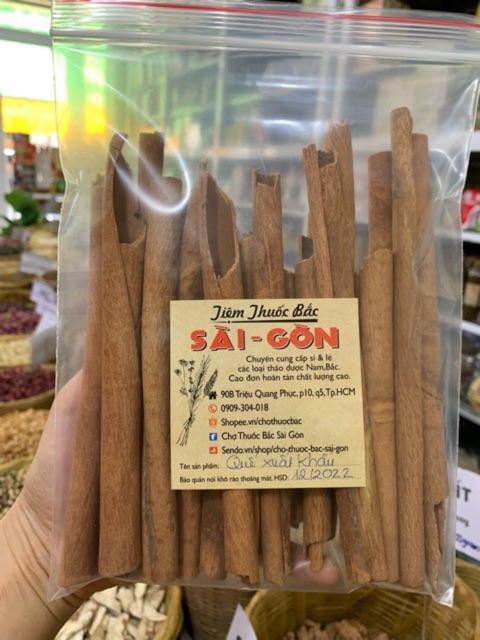 Tiệm Thuốc Bắc
SÀI-GÒN
Chuyên cung cấp sỉ & lẻ
các loại thảo dược Nam, Bắc.
Cao đơn hoàn tán chất lượng cao.
90B Triệu Quang Phục, p10, q5, Tp.HCM
0909-304-018
Shopee.vn/chothuocbac
Chợ Thuốc Bắc Sài Gòn
Sendo.vn/shop/cho-thuoc-bac-sai-gon
Tên sản phẩm: Quế xuất khẩu
Bảo quản nơi khô ráo thoáng mát. HSD: 12/2022